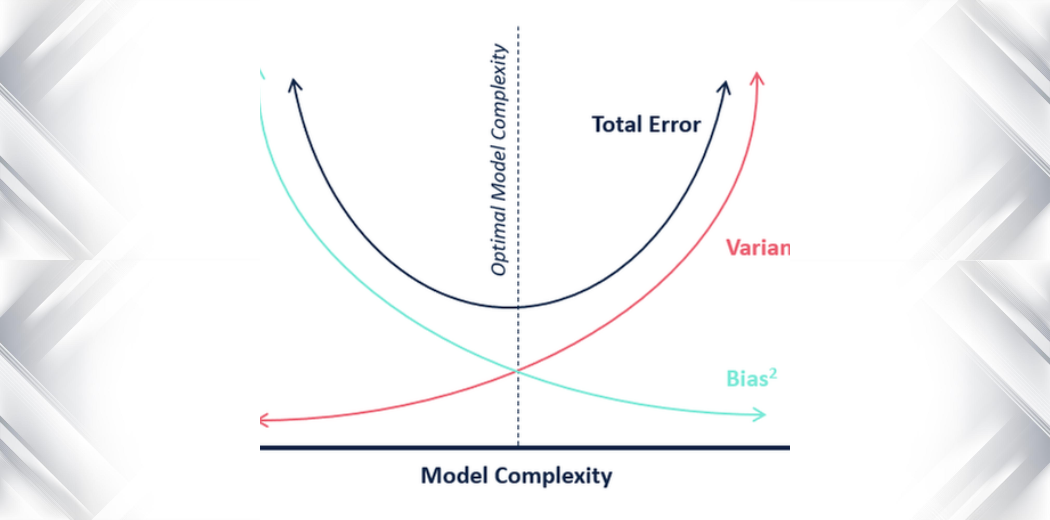 Optimal Model Complexity
Total Error
Varian
Bias²
Model Complexity